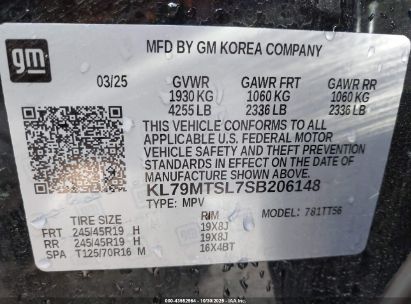 gm
MFD BY GM KOREA COMPANY
03/25 GVWR GAWR FRT GAWR RR
1930 KG 1060 KG 1060 KG
4255 LB 2336 LB 2336 LB
THIS VEHICLE CONFORMS TO ALL
APPLICABLE U.S. FEDERAL MOTOR
VEHICLE SAFETY AND THEFT PREVENTION
STANDARDS IN EFFECT ON THE DATE OF
MANUFACTURE SHOWN ABOVE.
KL79MTSL7SB206148
TYPE: MPV MODEL: 781TT56
TIRE SIZE RIM
FRT 245/45R19 H 19X8J
RR 245/45R19 H 19X8J
SPA T125/70R16 M 16X4BT